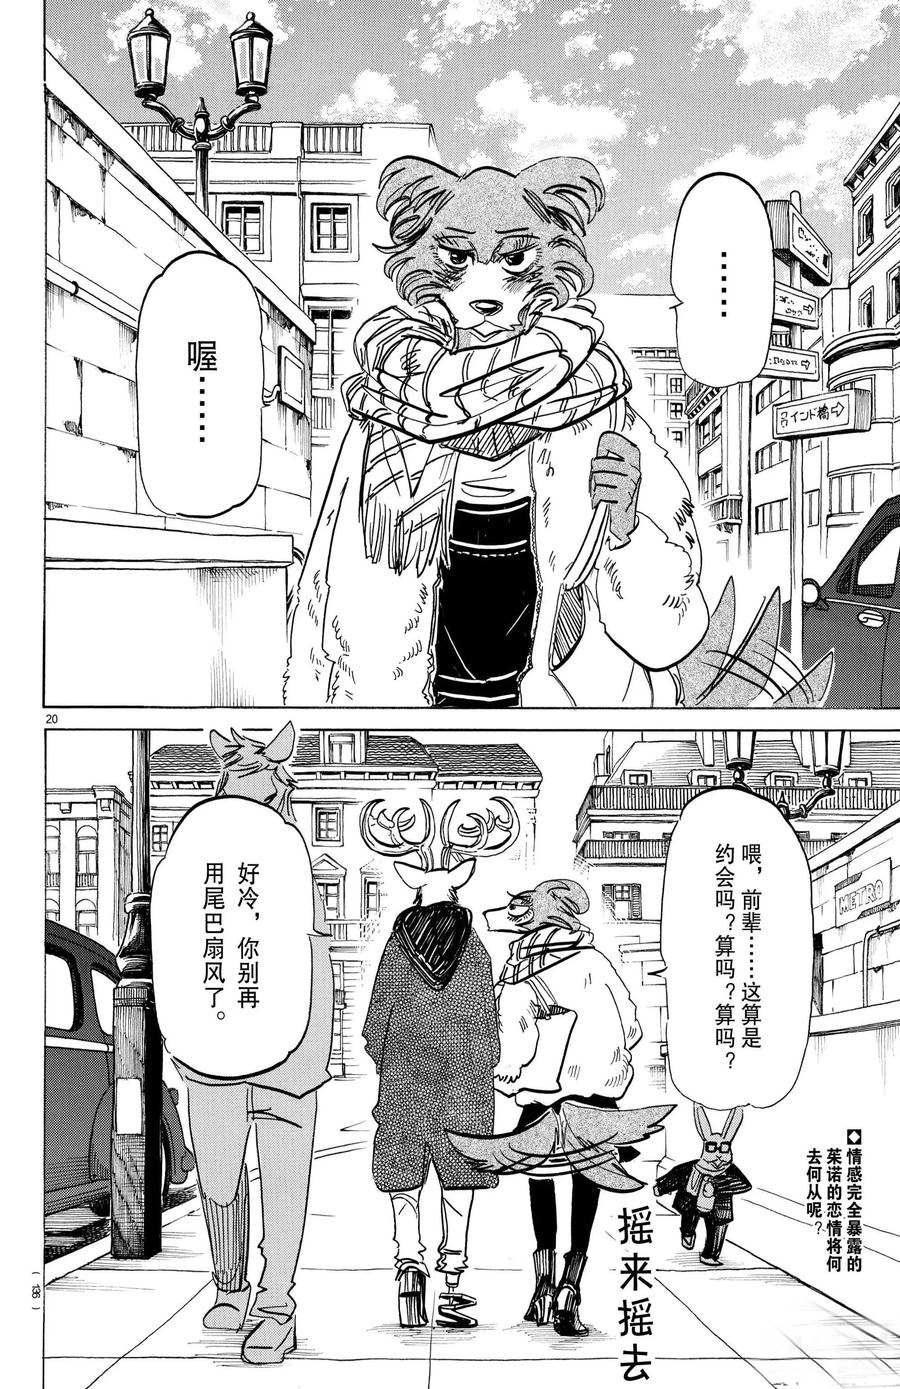 ……
喔……
インド橋
20
喂，前辈……这算是
约会吗？算吗？算吗？
METRO
好冷，你别再
用尾巴扇风了。
摇来摇去
◆情感完全暴露的
茱诺的恋情将何
去何从呢？
(136)